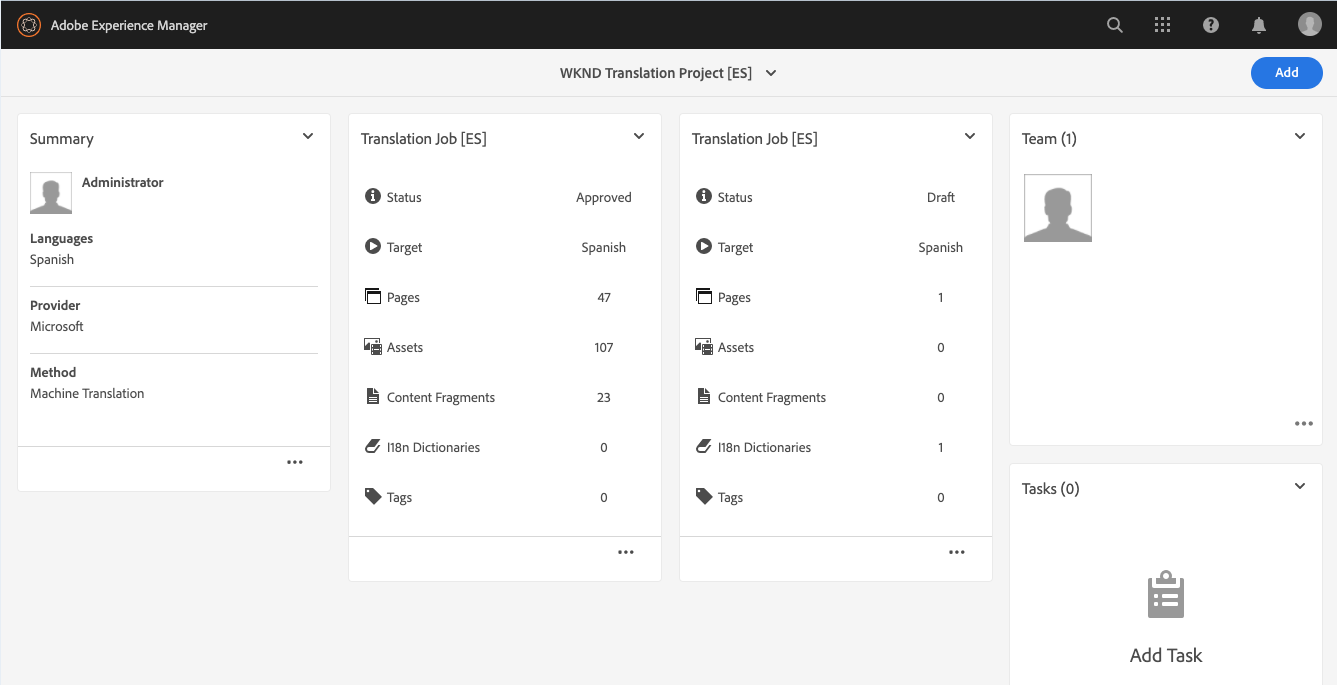 Adobe Experience Manager
WKND Translation Project [ES]
Add
Summary
Administrator
Languages
Spanish
Provider
Microsoft
Method
Machine Translation
Translation Job [ES]
Status Approved
Target Spanish
Pages 47
Assets 107
Content Fragments 23
I18n Dictionaries 0
Tags 0
Translation Job [ES]
Status Draft
Target Spanish
Pages 1
Assets 0
Content Fragments 0
I18n Dictionaries 1
Tags 0
Team (1)
Tasks (0)
Add Task